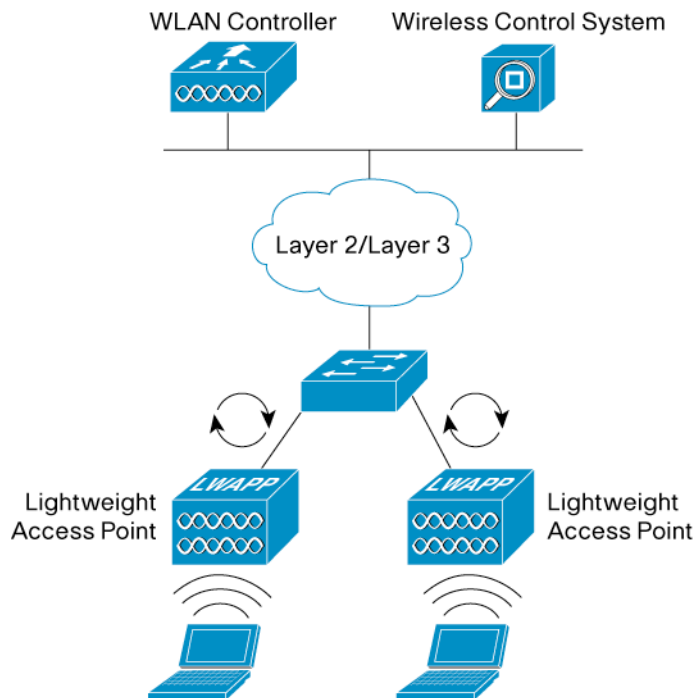 WLAN Controller
Wireless Control System
Layer 2/Layer 3
LWAPP
LWAPP
Lightweight
Access Point
Lightweight
Access Point